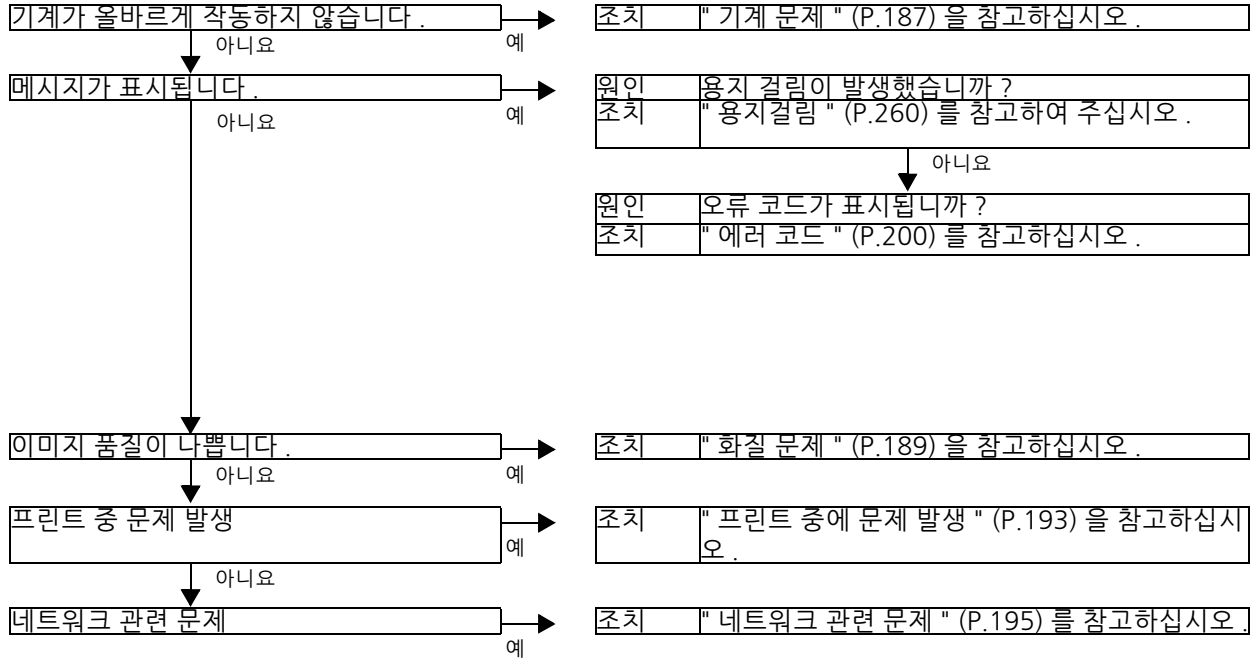 기계가 올바르게 작동하지 않습니다 .
예
조치 " 기계 문제 " (P.187) 을 참고하십시오 .
아니요
메시지가 표시됩니다 .
예
원인 용지 걸림이 발생했습니까 ?
조치 " 용지걸림 " (P.260) 를 참고하여 주십시오 .
아니요
아니요
원인 오류 코드가 표시됩니까 ?
조치 " 에러 코드 " (P.200) 를 참고하십시오 .
이미지 품질이 나쁩니다 .
예
조치 " 화질 문제 " (P.189) 을 참고하십시오 .
아니요
프린트 중 문제 발생
예
조치 " 프린트 중에 문제 발생 " (P.193) 을 참고하십시
오 .
아니요
네트워크 관련 문제
예
조치 " 네트워크 관련 문제 " (P.195) 를 참고하십시오 .